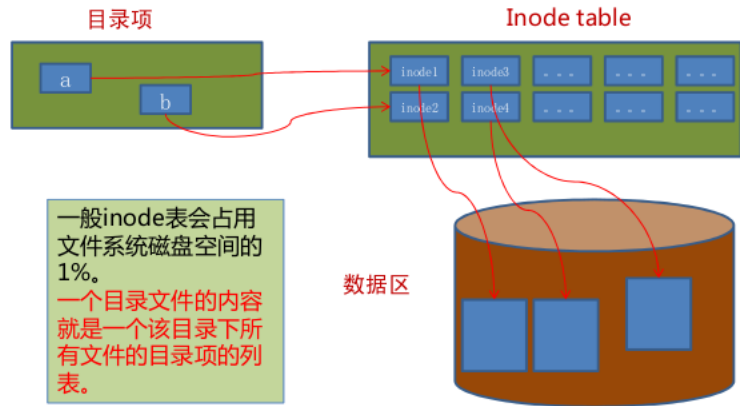 目录项
Inode table
a
b
inode1
inode3
。。。
。。。
。。。
inode2
inode4
。。。
。。。
。。。
一般inode表会占用
文件系统磁盘空间的
1%。
一个目录文件的内容
就是一个该目录下所
有文件的目录项的列
表。
数据区